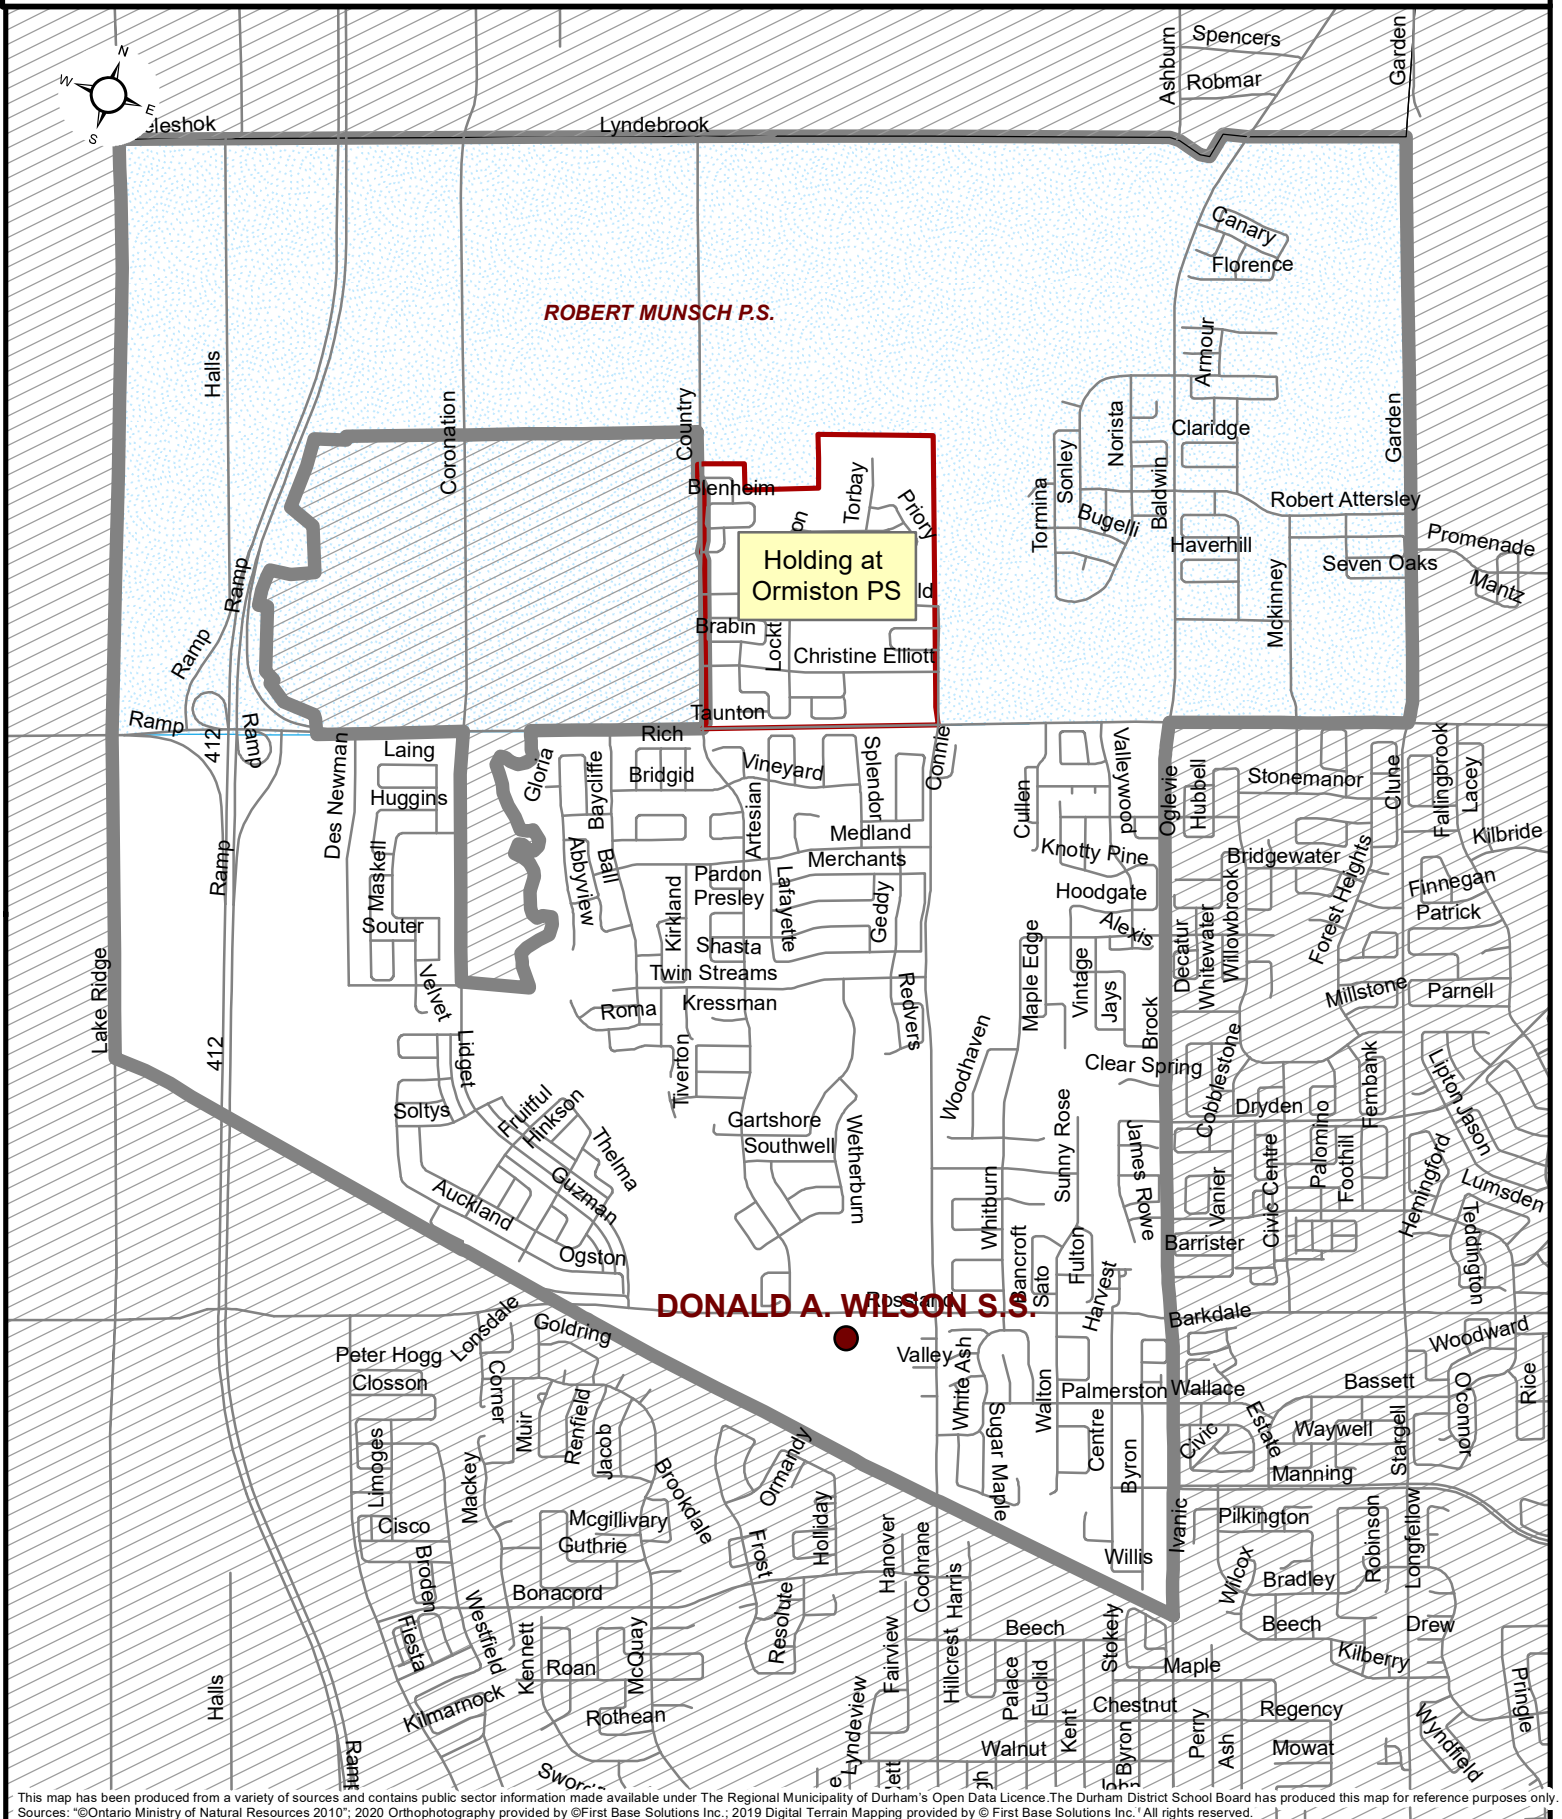 N
W
E
S
Spencers
Robmar
Ashburn
Garden
eleshok
Lyndebrook
Canary
Florence
ROBERT MUNSCH P.S.
Halls
Coronation
Country
Armour
Norista
Claridge
Garden
Sonley
Tormina
Baldwin
Bugelli
Robert Attersley
Haverhill
Mckinney
Seven Oaks
Promenade
Mantz
Blenheim
Torbay
Priory
on
Holding at
Ormiston PS
ld
Brabin
Lockt
Christine Elliott
Taunton
Ramp
Ramp
Ramp
Ramp
412
Ramp
412
Lake Ridge
Des Newman
Laing
Huggins
Maskell
Souter
Velvet
Lidget
Soltys
Fruitful
Hinkson
Thelma
Guzman
Auckland
Ogston
Gloria
Rich
Baycliffe
Bridgid
Vineyard
Splendor
Connie
Abbyview
Ball
Artesian
Medland
Merchants
Pardon
Presley
Kirkland
Lafayette
Geddy
Shasta
Twin Streams
Kressman
Roma
Redvers
Tiverton
Gartshore
Southwell
Wetherburn
Cullen
Valleywood
Oglevie
Hubbell
Knotty Pine
Hoodgate
Alexis
Maple Edge
Vintage
Jays
Brock
Woodhaven
Clear Spring
Sunny Rose
James Rowe
Whitburn
Bancroft
Sato
Fulton
Harvest
Stonemanor
Clune
Fallingbrook
Lacey
Kilbride
Bridgewater
Forest Heights
Finnegan
Patrick
Decatur
Whitewater
Willowbrook
Millstone
Parnell
Cobblestone
Dryden
Fernbank
Lipton
Jason
Vanier
Civic Centre
Palomino
Foothill
Hemingford
Lumsden
Teddington
Barrister
Barkdale
Woodward
DONALD A. WILSON S.S.
Rossland
Valley
White Ash
Sugar Maple
Walton
Palmerston
Centre
Byron
Wallace
Civic
Estate
Bassett
Waywell
Manning
Stargell
O'connor
Rice
Willis
Ivanic
Pilkington
Wilcox
Bradley
Robinson
Longfellow
Beech
Drew
Kilberry
Pringle
Wyndfield
Lonsdale
Goldring
Peter Hogg
Closson
Corner
Muir
Renfield
Jacob
Limoges
Mackey
Brookdale
Ormandy
Cisco
Mcgillivary
Guthrie
Broden
Bonacord
Frost
Holliday
Hanover
Cochrane
Harris
Fiesta
Westfield
Kennett
Roan
McQuay
Resolute
Fairview
Hillcrest
Beech
Stokely
Maple
Palace
Euclid
Kent
Chestnut
Byron
Perry
Ash
Regency
Mowat
Kilmarnock
Rothean
Lyndeview
Walnut
Halls
This map has been produced from a variety of sources and contains public sector information made available under The Regional Municipality of Durham's Open Data Licence.The Durham District School Board has produced this map for reference purposes only.
Sources: "©Ontario Ministry of Natural Resources 2010"; 2020 Orthophotography provided by ©First Base Solutions Inc.; 2019 Digital Terrain Mapping provided by © First Base Solutions Inc.' All rights reserved.